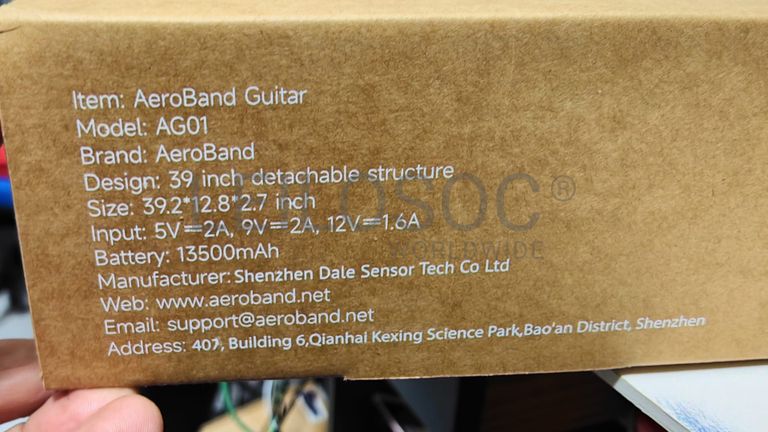 Item: AeroBand Guitar
Model: AG01
Brand: AeroBand
Design: 39 inch detachable structure
Size: 39.2*12.8*2.7 inch
Input: 5V⎓2A, 9V⎓2A, 12V⎓1.6A
Battery: 13500mAh
Manufacturer: Shenzhen Dale Sensor Tech Co Ltd
Web: www.aeroband.net
Email: support@aeroband.net
Address: 407, Building 6,Qianhai Kexing Science Park,Bao'an District, Shenzhen
WORLDWIDE